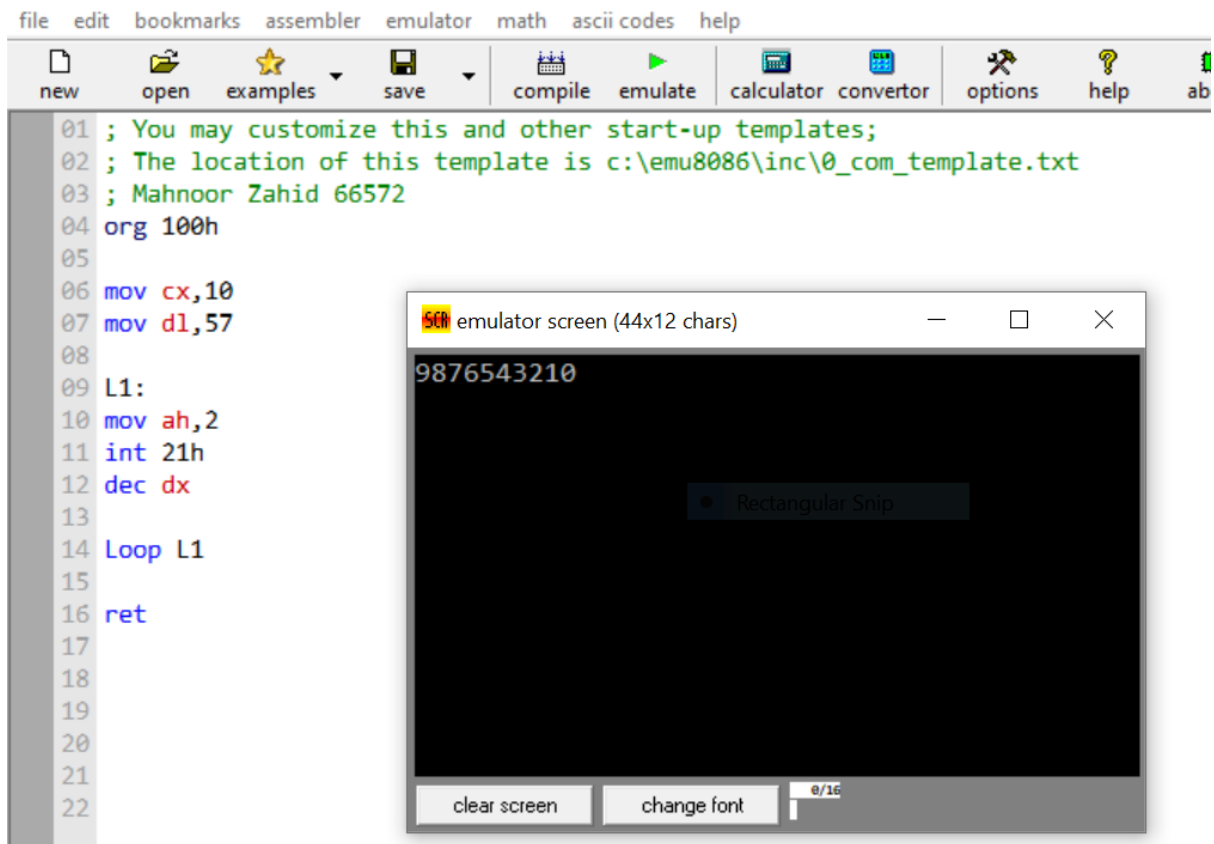 file edit bookmarks assembler emulator math ascii codes help
new open examples save compile emulate calculator convertor options help
01 ; You may customize this and other start-up templates;
02 ; The location of this template is c:\emu8086\inc\0_com_template.txt
03 ; Mahnoor Zahid 66572
04 org 100h
05
06 mov cx,10
07 mov dl,57
08
09 L1:
10 mov ah,2
11 int 21h
12 dec dx
13
14 Loop L1
15
16 ret
17
18
19
20
21
22
SCR emulator screen (44x12 chars)
9876543210
Rectangular Snip
clear screen change font 0/16